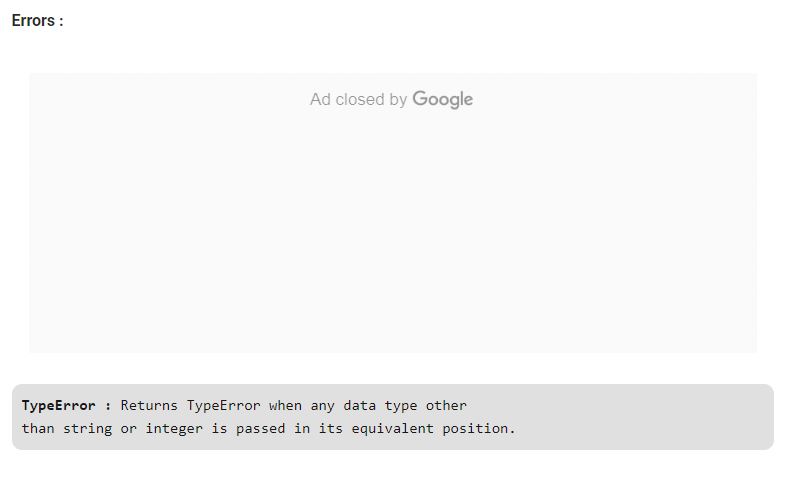 Errors :
Ad closed by Google
TypeError : Returns TypeError when any data type other
than string or integer is passed in its equivalent position.